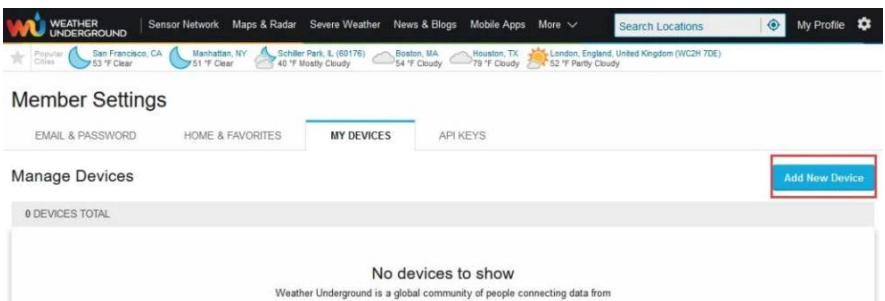 WEATHER UNDERGROUND Sensor Network Maps & Radar Severe Weather News & Blogs Mobile Apps More Search Locations My Profile
Popular Cities San Francisco, CA 53 °F Clear Manhattan, NY 51 °F Clear Schiller Park, IL (60176) 40 °F Mostly Cloudy Boston, MA 54 °F Cloudy Houston, TX 79 °F Cloudy London, England, United Kingdom (WC2H 7DE) 52 °F Partly Cloudy
Member Settings
EMAIL & PASSWORD HOME & FAVORITES MY DEVICES API KEYS
Manage Devices Add New Device
0 DEVICES TOTAL
No devices to show
Weather Underground is a global community of people connecting data from